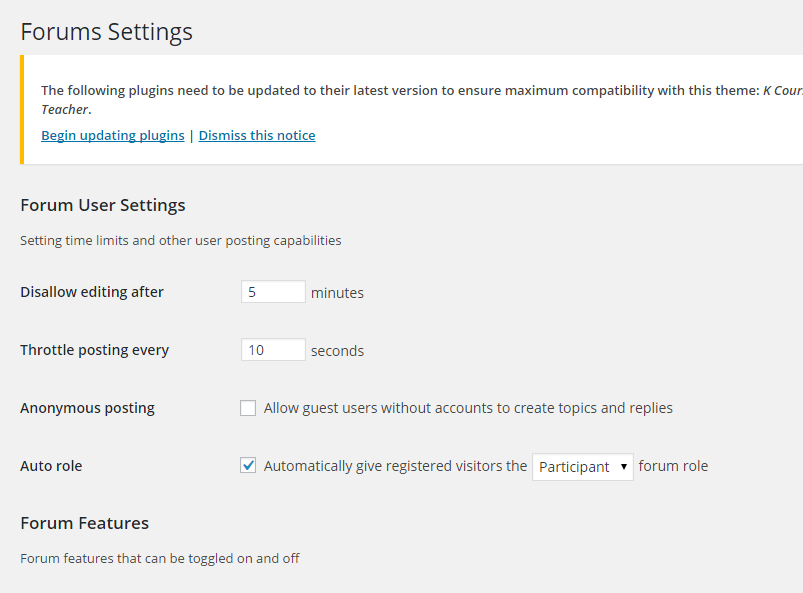 Forums Settings
The following plugins need to be updated to their latest version to ensure maximum compatibility with this theme: K
Teacher.
Begin updating plugins | Dismiss this notice
Forum User Settings
Setting time limits and other user posting capabilities
Disallow editing after 5 minutes
Throttle posting every 10 seconds
Anonymous posting Allow guest users without accounts to create topics and replies
Auto role Automatically give registered visitors the Participant forum role
Forum Features
Forum features that can be toggled on and off